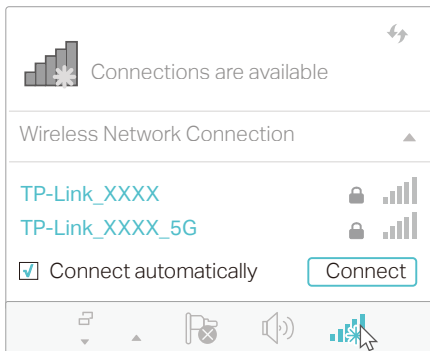 Connections are available
Wireless Network Connection
TP-Link_XXXX
TP-Link_XXXX_5G
Connect automatically
Connect